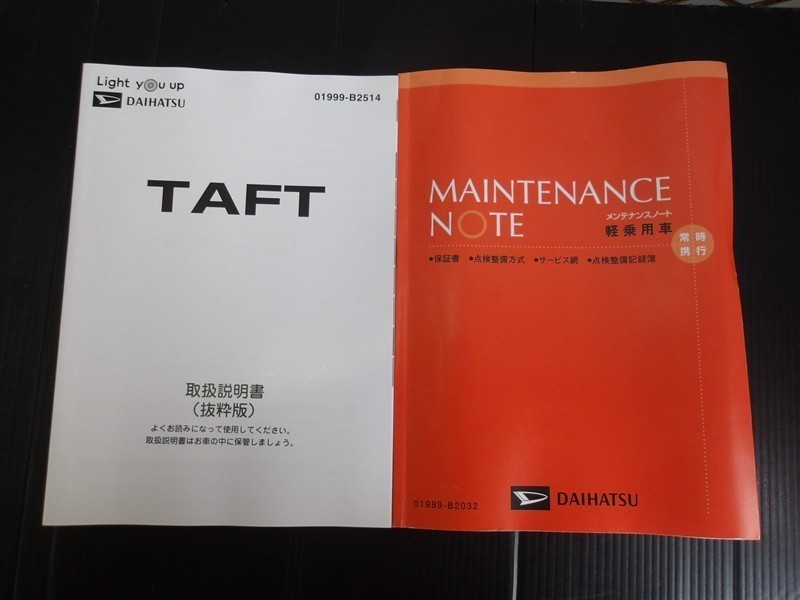 Light you up
DAIHATSU
01999-B2514
TAFT
取扱説明書
（抜粋版）
よくお読みになって使用してください。
取扱説明書はお車の中に保管しましょう。
MAINTENANCE
NOTE
メンテナンスノート
軽乗用車
常時
携行
●保証書 ●点検整備方式 ●サービス網 ●点検整備記録簿
01989-B2032
DAIHATSU